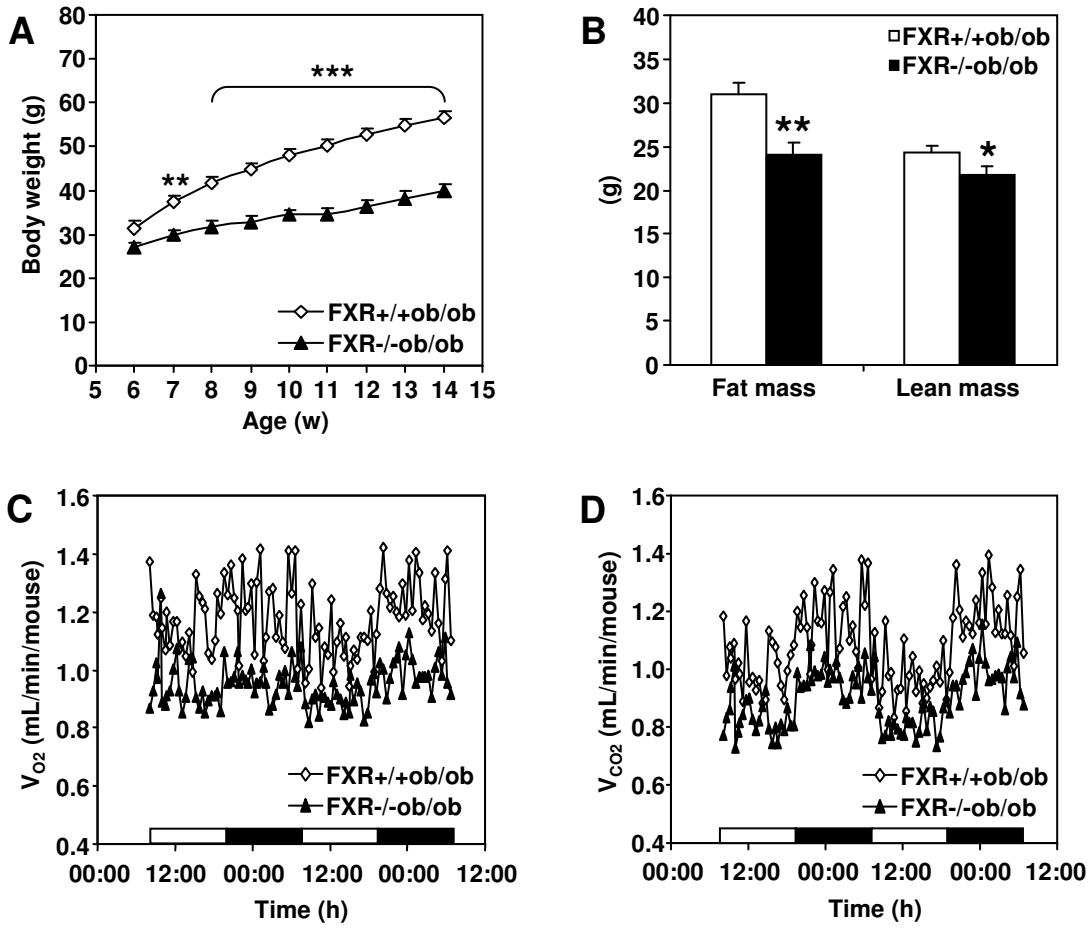 A
Body weight (g)
80
70
60
50
40
30
20
10
0
**
***
FXR+/+ob/ob
FXR-/-ob/ob
5 6 7 8 9 10 11 12 13 14 15
Age (w)
B
(g)
40
35
30
25
20
15
10
5
0
FXR+/+ob/ob
FXR-/-ob/ob
**
*
Fat mass Lean mass
C
VO2 (mL/min/mouse)
1.6
1.4
1.2
1.0
0.8
0.6
0.4
FXR+/+ob/ob
FXR-/-ob/ob
00:00 12:00 00:00 12:00 00:00 12:00
Time (h)
D
VCO2 (mL/min/mouse)
1.6
1.4
1.2
1.0
0.8
0.6
0.4
FXR+/+ob/ob
FXR-/-ob/ob
00:00 12:00 00:00 12:00 00:00 12:00
Time (h)